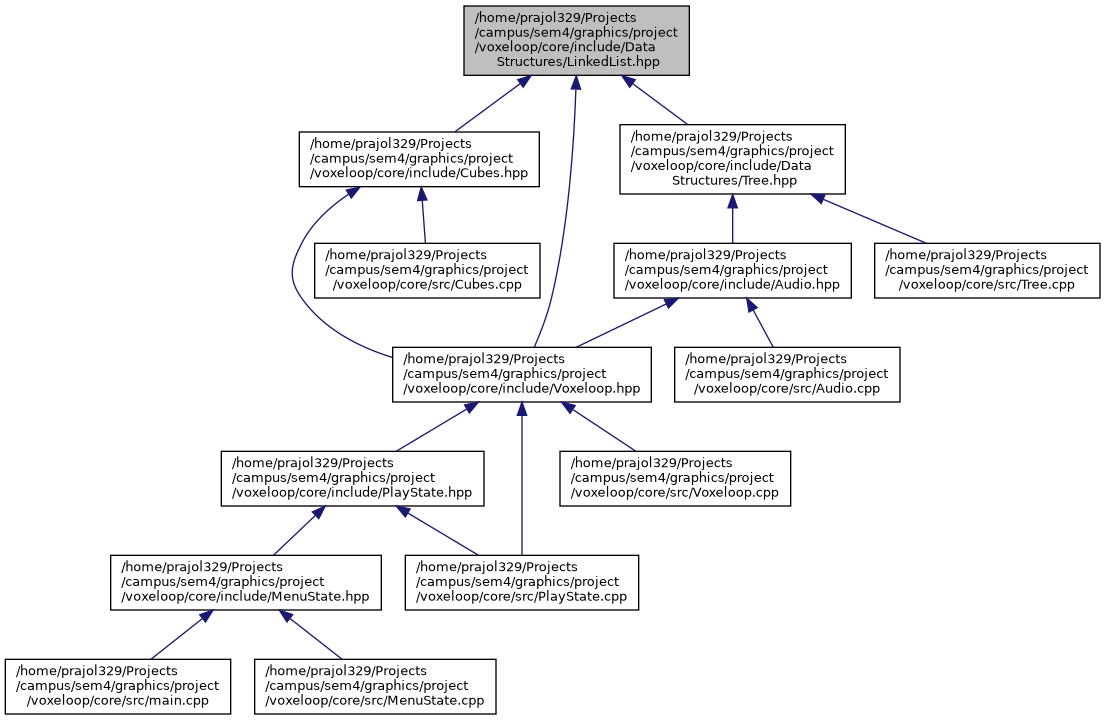 /home/prajol329/Projects
/campus/sem4/graphics/project
/voxeloop/core/include/Data
Structures/LinkedList.hpp
/home/prajol329/Projects
/campus/sem4/graphics/project
/voxeloop/core/include/Cubes.hpp
/home/prajol329/Projects
/campus/sem4/graphics/project
/voxeloop/core/include/Data
Structures/Tree.hpp
/home/prajol329/Projects
/campus/sem4/graphics/project
/voxeloop/core/src/Cubes.cpp
/home/prajol329/Projects
/campus/sem4/graphics/project
/voxeloop/core/include/Audio.hpp
/home/prajol329/Projects
/campus/sem4/graphics/project
/voxeloop/core/src/Tree.cpp
/home/prajol329/Projects
/campus/sem4/graphics/project
/voxeloop/core/include/Voxeloop.hpp
/home/prajol329/Projects
/campus/sem4/graphics/project
/voxeloop/core/src/Audio.cpp
/home/prajol329/Projects
/campus/sem4/graphics/project
/voxeloop/core/include/PlayState.hpp
/home/prajol329/Projects
/campus/sem4/graphics/project
/voxeloop/core/src/Voxeloop.cpp
/home/prajol329/Projects
/campus/sem4/graphics/project
/voxeloop/core/include/MenuState.hpp
/home/prajol329/Projects
/campus/sem4/graphics/project
/voxeloop/core/src/PlayState.cpp
/home/prajol329/Projects
/campus/sem4/graphics/project
/voxeloop/core/src/main.cpp
/home/prajol329/Projects
/campus/sem4/graphics/project
/voxeloop/core/src/MenuState.cpp